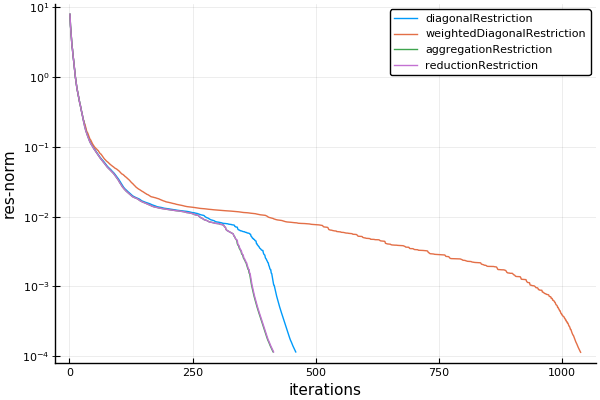 10¹
10⁰
10⁻¹
10⁻²
10⁻³
10⁻⁴
res-norm
diagonalRestriction
weightedDiagonalRestriction
aggregationRestriction
reductionRestriction
0 250 500 750 1000
iterations